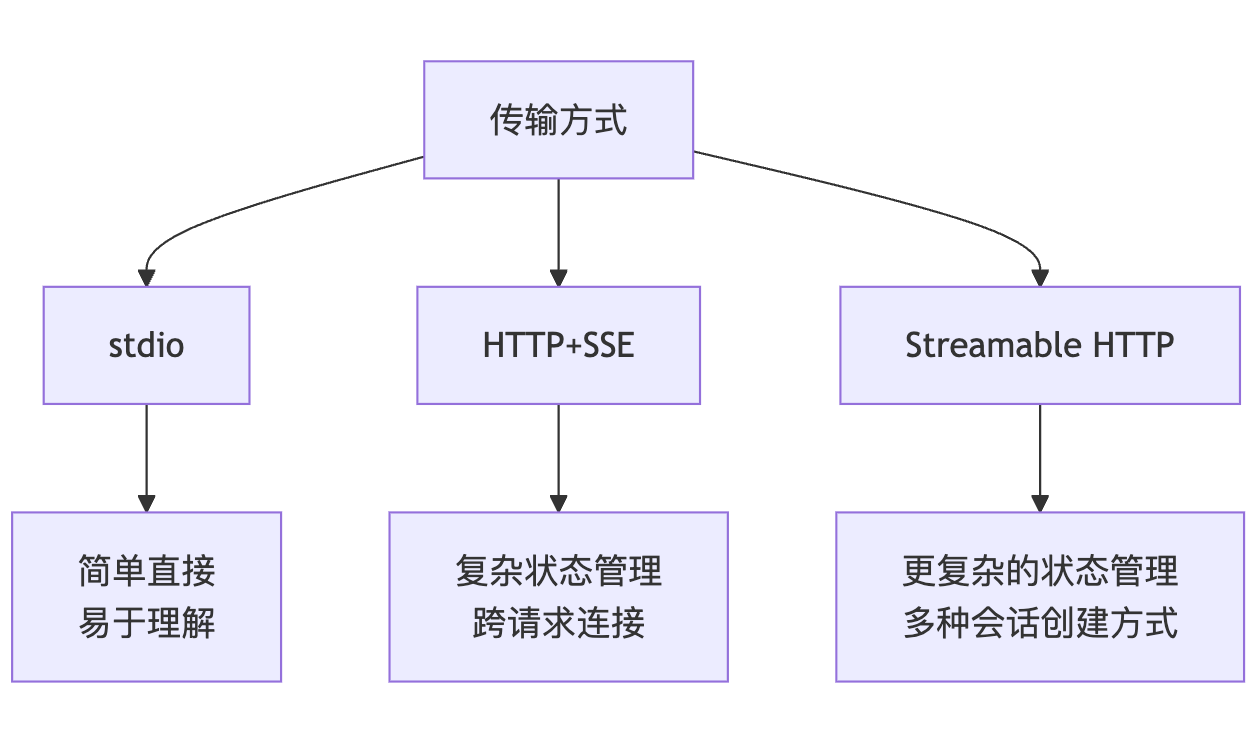 传输方式
stdio
HTTP+SSE
Streamable HTTP
简单直接
易于理解
复杂状态管理
跨请求连接
更复杂的状态管理
多种会话创建方式